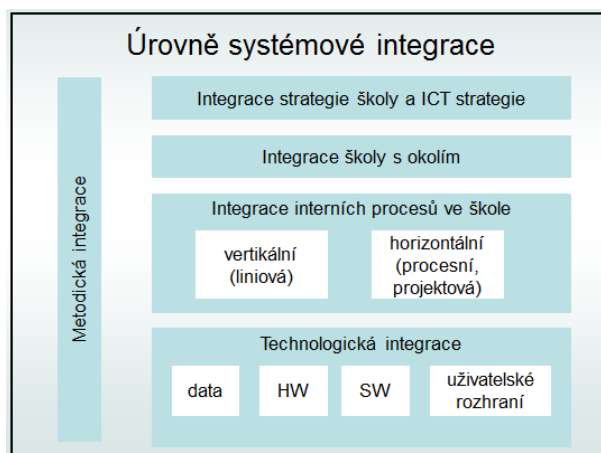 Úrovně systémové integrace
Metodická integrace
Integrace strategie školy a ICT strategie
Integrace školy s okolím
Integrace interních procesů ve škole
vertikální
(liniová)
horizontální
(procesní,
projektová)
Technologická integrace
data
HW
SW
uživatelské
rozhraní